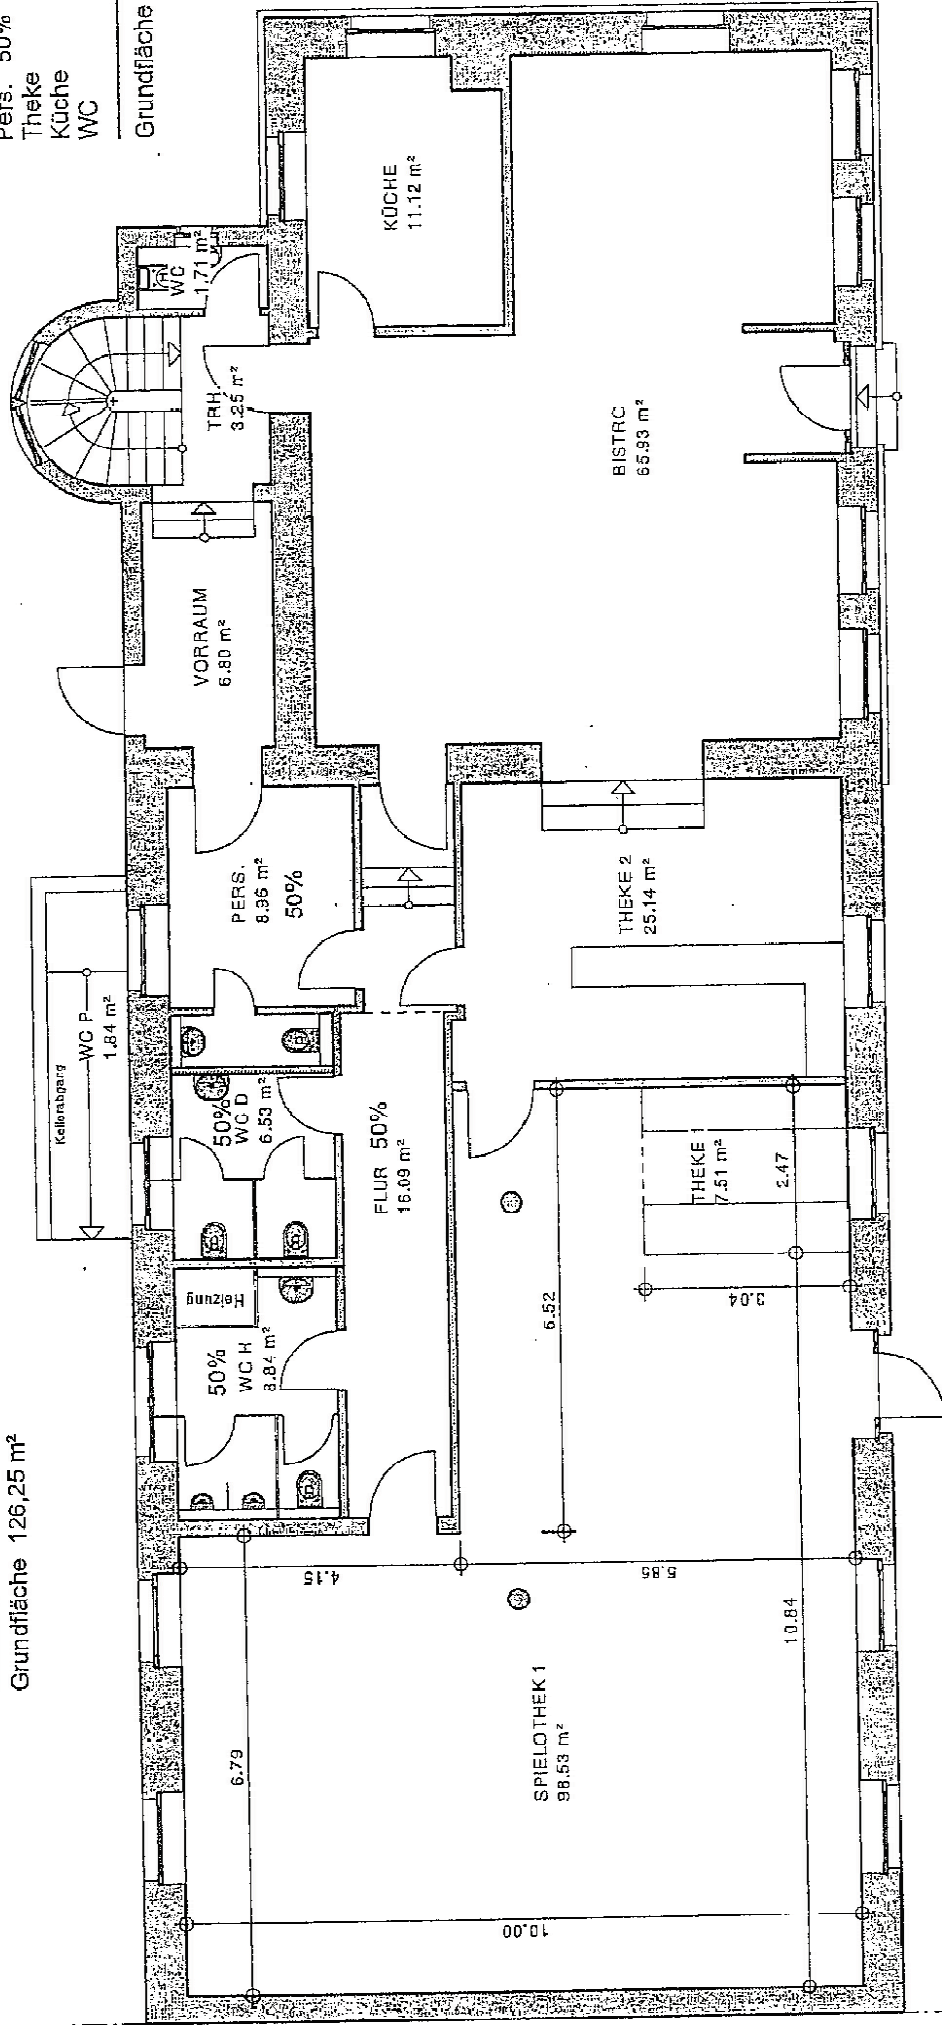 Pers. 50%
Theke
Küche
WC
Grundfläche
Grundfläche 126,25 m²
KÜCHE
11.12 m²
WC
1.71 m²
TRH.
3.25 m²
BISTRO
65.93 m²
VORRAUM
6.80 m²
PERS.
8.96 m²
50%
THEKE 2
25.14 m²
Kellerabgang
WC P
1.84 m²
50%
WC D
6.53 m²
FLUR 50%
16.09 m²
THEKE 1
7.51 m²
2.47
3.04
6.52
Heizung
50%
WC H
8.84 m²
4.15
5.85
10.84
6.79
SPIELOTHEK 1
98.53 m²
10.00